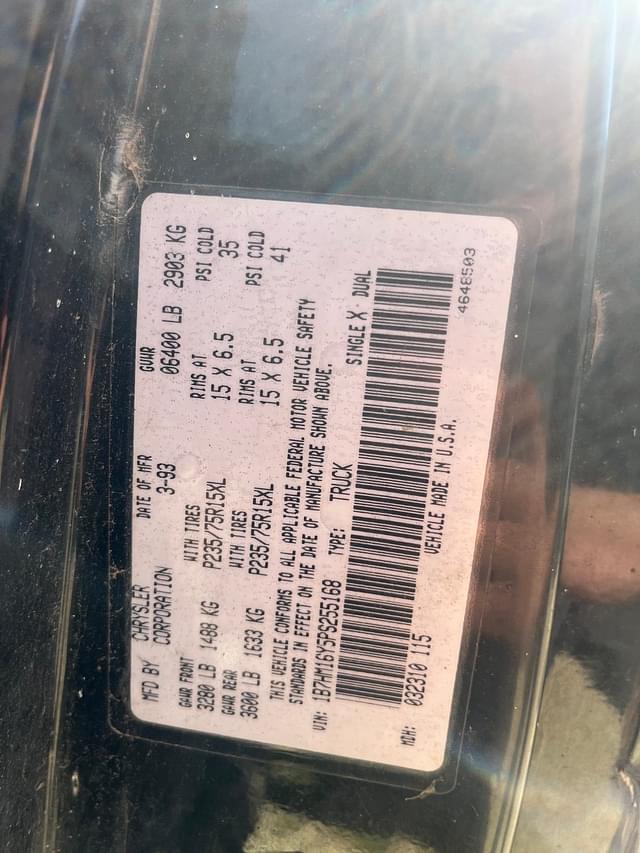 MFD BY CHRYSLER CORPORATION DATE OF MFR 3-93 GVWR 06400 LB 2903 KG
GAWR FRONT WITH TIRES RIMS AT PSI COLD
3280 LB 1488 KG P235/75R15XL 15 X 6.5 35
GAWR REAR WITH TIRES RIMS AT PSI COLD
3600 LB 1633 KG P235/75R15XL 15 X 6.5 41
THIS VEHICLE CONFORMS TO ALL APPLICABLE FEDERAL MOTOR VEHICLE SAFETY
STANDARDS IN EFFECT ON THE DATE OF MANUFACTURE SHOWN ABOVE.
VIN: 1B7HM16Y5PS255168 TYPE: TRUCK SINGLE X DUAL
MDH: 032310 115 VEHICLE MADE IN U.S.A.
4648503